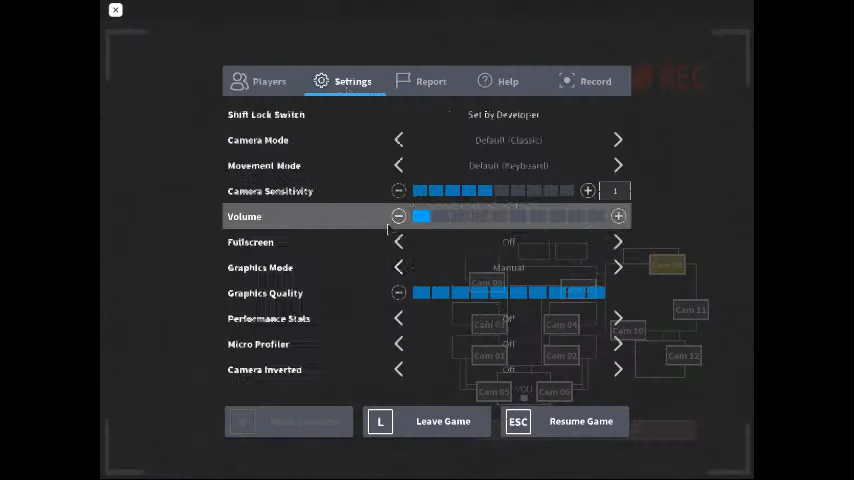 Players Settings Report Help Record
REC
Shift Lock Switch Set by Developer
Camera Mode Default (Classic)
Movement Mode Default (Keyboard)
Camera Sensitivity 1
Volume
Fullscreen Off
Graphics Mode Manual
Graphics Quality
Performance Stats Off
Micro Profiler Off
Camera Inverted Off
Cam 11
Cam 03 Cam 04 Cam 10
Cam 01 Cam 02 Cam 12
Cam 05 YOU Cam 06
L Leave Game ESC Resume Game